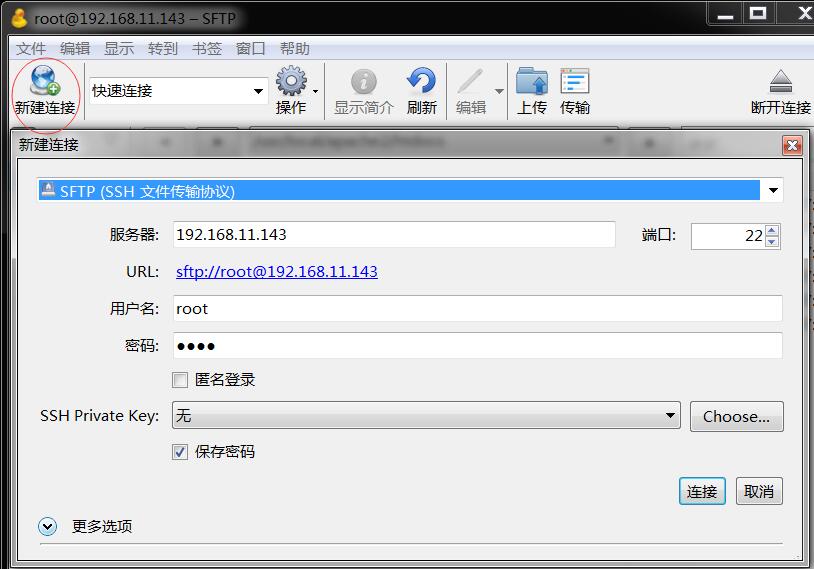 root@192.168.11.143 – SFTP
文件 编辑 显示 转到 书签 窗口 帮助
新建连接 快速连接 操作 显示简介 刷新 编辑 上传 传输 断开连接
新建连接
SFTP (SSH 文件传输协议)
服务器: 192.168.11.143 端口: 22
URL: sftp://root@192.168.11.143
用户名: root
密码: ●●●●
匿名登录
SSH Private Key: 无 Choose...
保存密码
连接 取消
更多选项